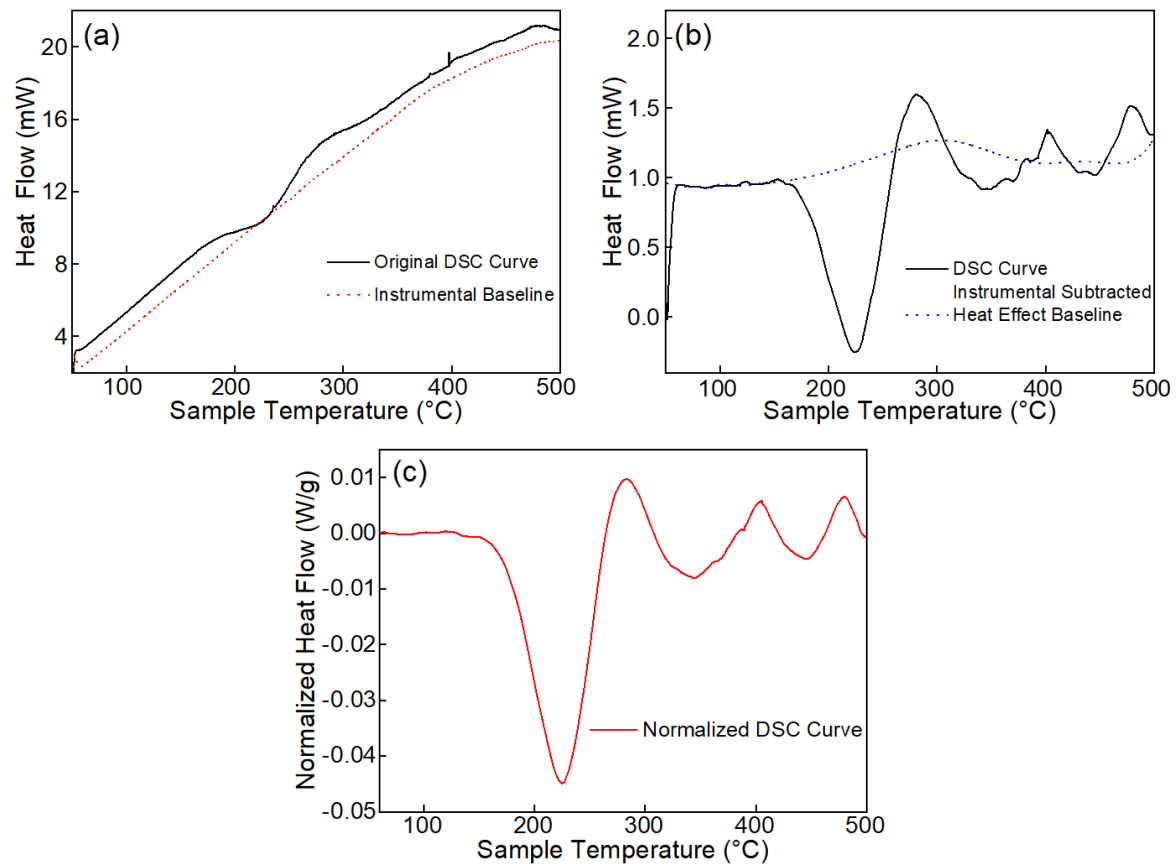 (a)
20
16
12
8
4
Heat Flow (mW)
Original DSC Curve
Instrumental Baseline
100 200 300 400 500
Sample Temperature (°C)
(b)
2.0
1.5
1.0
0.5
0.0
Heat Flow (mW)
DSC Curve
Instrumental Subtracted
Heat Effect Baseline
100 200 300 400 500
Sample Temperature (°C)
(c)
0.01
0.00
-0.01
-0.02
-0.03
-0.04
-0.05
Normalized Heat Flow (W/g)
Normalized DSC Curve
100 200 300 400 500
Sample Temperature (°C)